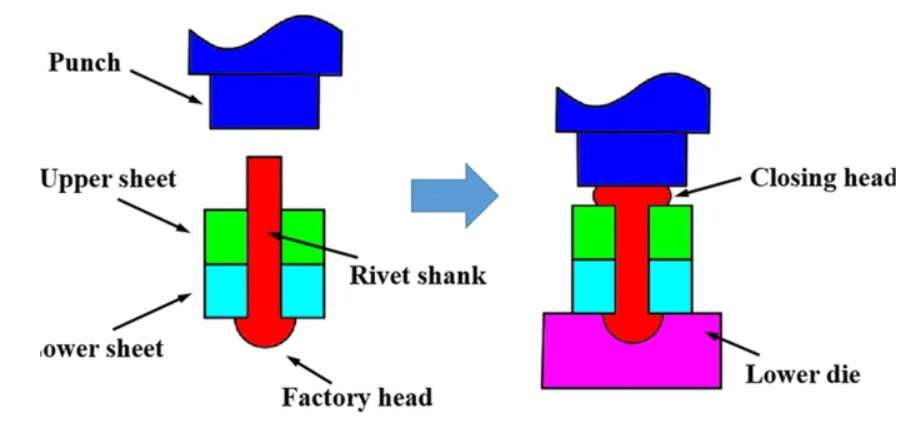 Punch
Upper sheet
Closing head
Rivet shank
ower sheet
Lower die
Factory head